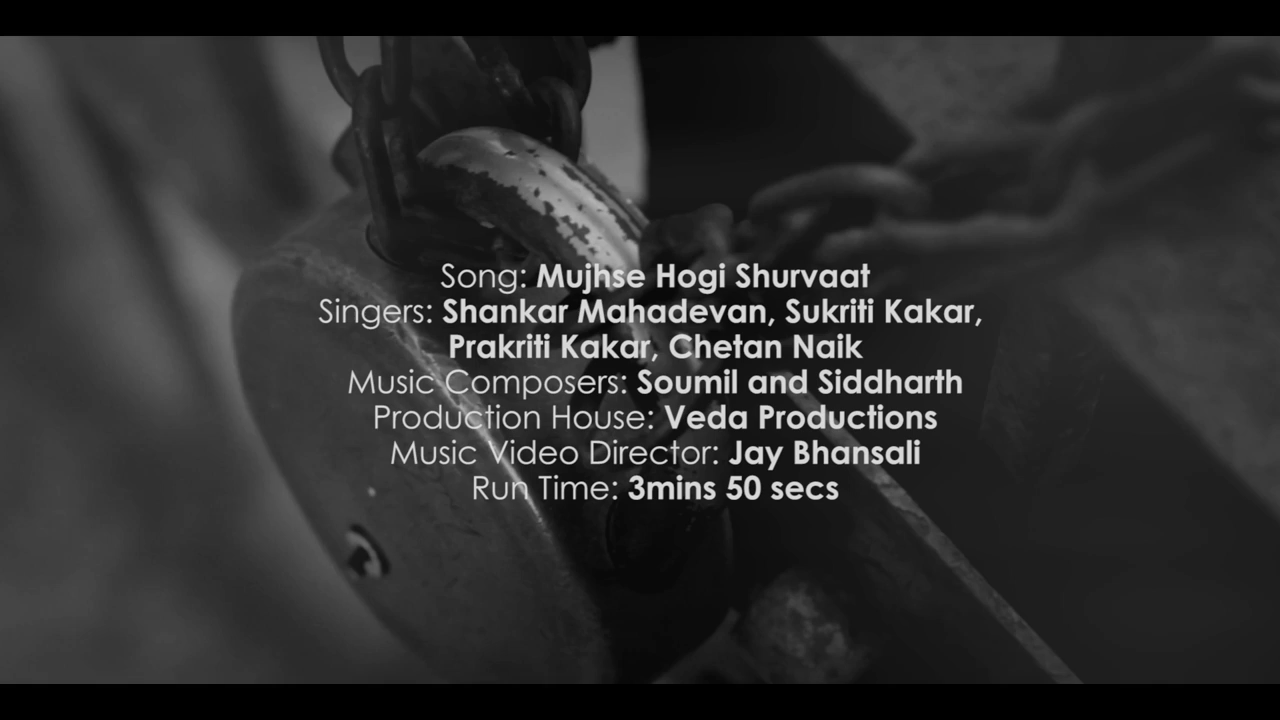 Song: Mujhse Hogi Shurvaat
Singers: Shankar Mahadevan, Sukriti Kakar,
Prakriti Kakar, Chetan Naik
Music Composers: Soumil and Siddharth
Production House: Veda Productions
Music Video Director: Jay Bhansali
Run Time: 3mins 50 secs